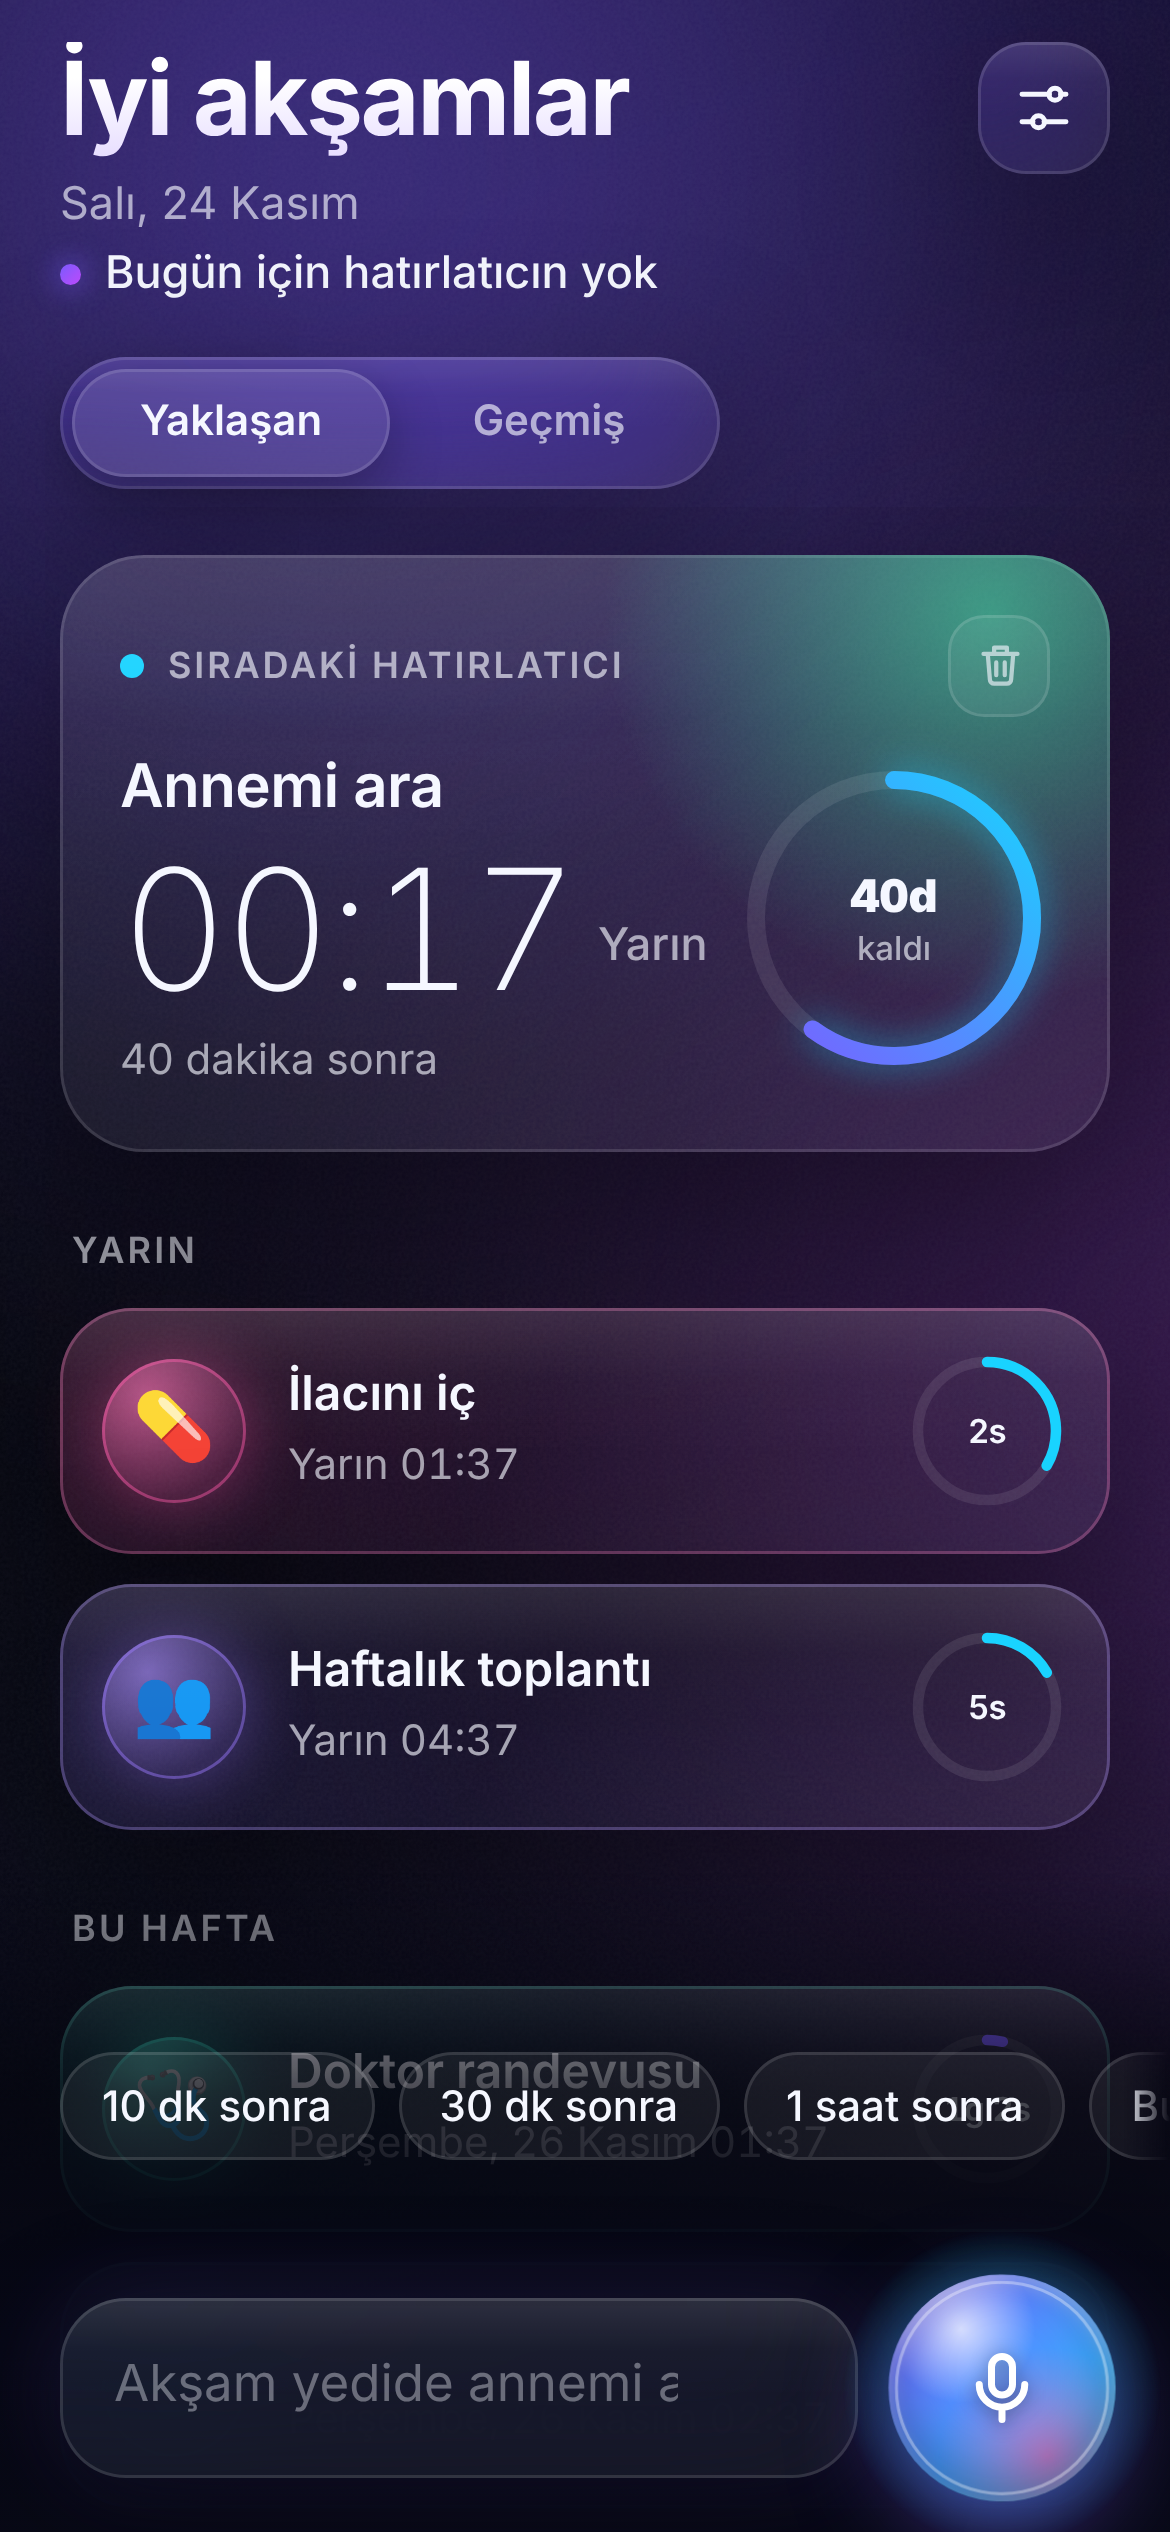 İyi akşamlar
Salı, 24 Kasım
Bugün için hatırlatıcın yok
Yaklaşan
Geçmiş
SIRADAKİ HATIRLATICI
Annemi ara
00:17 Yarın
40d
kaldı
40 dakika sonra
YARIN
İlacını iç
Yarın 01:37
2s
Haftalık toplantı
Yarın 04:37
5s
BU HAFTA
Doktor randevusu
Perşembe, 26 Kasım 01:37
10 dk sonra
30 dk sonra
1 saat sonra
Akşam yedide annemi